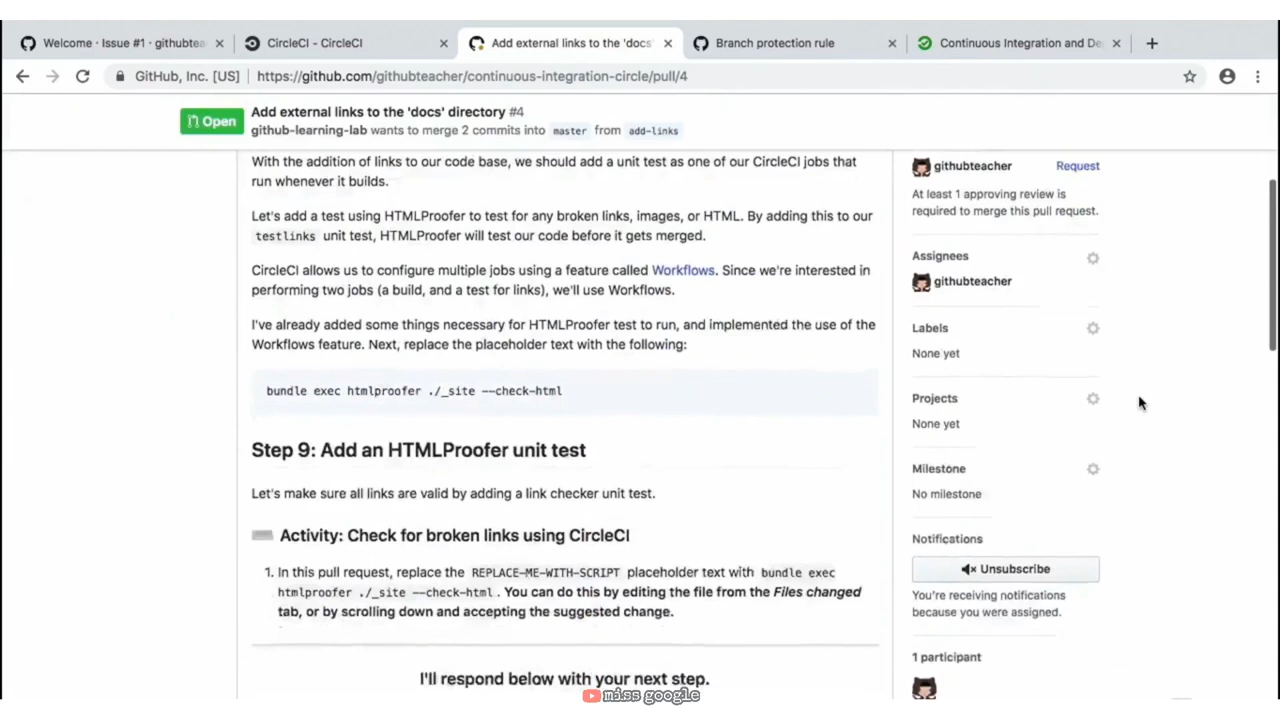 Welcome · Issue #1 · githubtea
CircleCI - CircleCI
Add external links to the 'docs'
Branch protection rule
Continuous Integration and De
GitHub, Inc. [US]
https://github.com/githubteacher/continuous-integration-circle/pull/4
Open
Add external links to the 'docs' directory #4
github-learning-lab wants to merge 2 commits into master from add-links
With the addition of links to our code base, we should add a unit test as one of our CircleCI jobs that
run whenever it builds.
Let's add a test using HTMLProofer to test for any broken links, images, or HTML. By adding this to our
testlinks unit test, HTMLProofer will test our code before it gets merged.
CircleCI allows us to configure multiple jobs using a feature called Workflows. Since we're interested in
performing two jobs (a build, and a test for links), we'll use Workflows.
I've already added some things necessary for HTMLProofer test to run, and implemented the use of the
Workflows feature. Next, replace the placeholder text with the following:
bundle exec htmlproofer ./_site --check-html
Step 9: Add an HTMLProofer unit test
Let's make sure all links are valid by adding a link checker unit test.
Activity: Check for broken links using CircleCI
1. In this pull request, replace the REPLACE-ME-WITH-SCRIPT placeholder text with bundle exec
htmlproofer ./_site --check-html . You can do this by editing the file from the Files changed
tab, or by scrolling down and accepting the suggested change.
I'll respond below with your next step.
githubteacher
Request
At least 1 approving review is
required to merge this pull request.
Assignees
githubteacher
Labels
None yet
Projects
None yet
Milestone
No milestone
Notifications
Unsubscribe
You're receiving notifications
because you were assigned.
1 participant
miss google